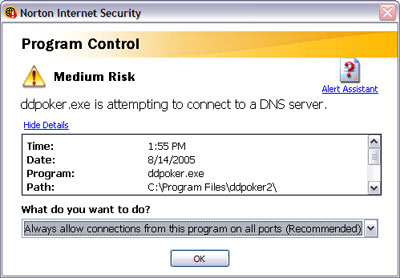 Norton Internet Security
Program Control
Medium Risk
Alert Assistant
ddpoker.exe is attempting to connect to a DNS server.
Hide Details
Time: 1:55 PM
Date: 8/14/2005
Program: ddpoker.exe
Path: C:\Program Files\ddpoker2\
What do you want to do?
Always allow connections from this program on all ports (Recommended)
OK